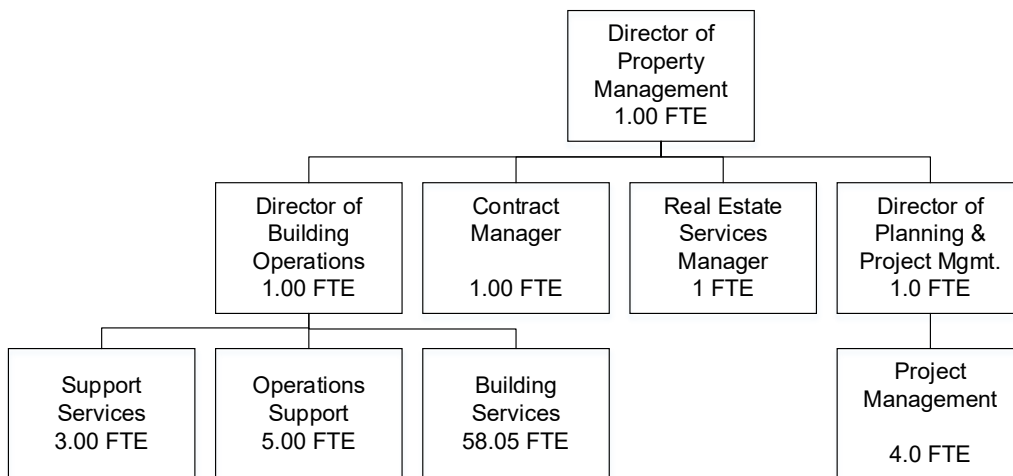 Director of
Property
Management
1.00 FTE
Director of
Building
Operations
1.00 FTE
Contract
Manager
1.00 FTE
Real Estate
Services
Manager
1 FTE
Director of
Planning &
Project Mgmt.
1.0 FTE
Support
Services
3.00 FTE
Operations
Support
5.00 FTE
Building
Services
58.05 FTE
Project
Management
4.0 FTE